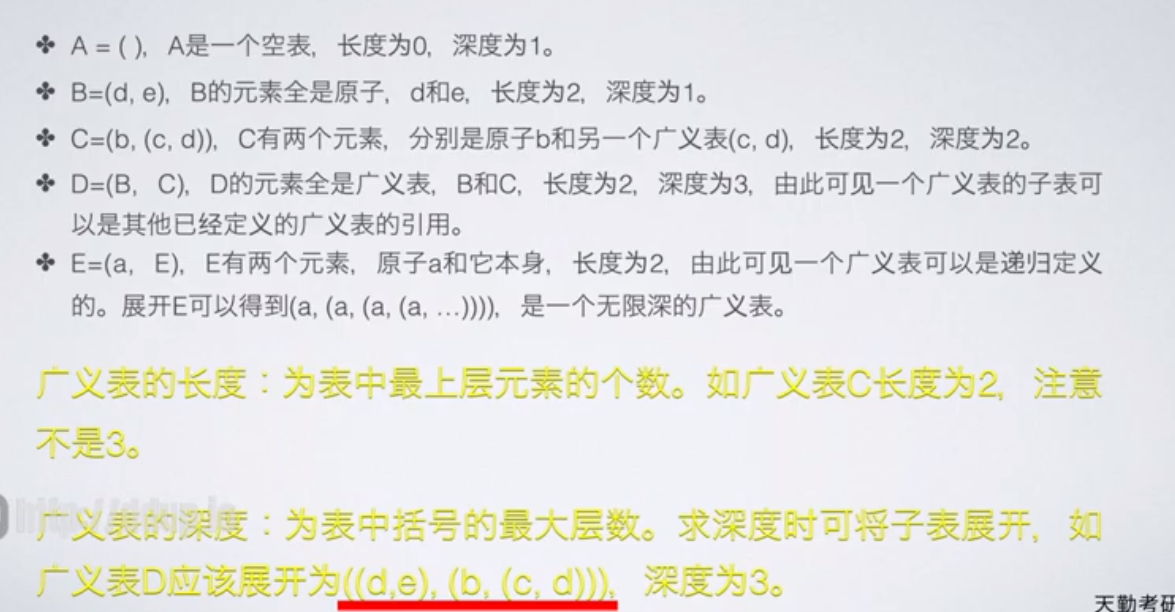 A = ( )，A是一个空表，长度为0，深度为1。
B=(d, e)，B的元素全是原子，d和e，长度为2，深度为1。
C=(b, (c, d))，C有两个元素，分别是原子b和另一个广义表(c, d)，长度为2，深度为2。
D=(B，C)，D的元素全是广义表，B和C，长度为2，深度为3，由此可见一个广义表的子表可
以是其他已经定义的广义表的引用。
E=(a，E)，E有两个元素，原子a和它本身，长度为2，由此可见一个广义表可以是递归定义
的。展开E可以得到(a, (a, (a, (a, …))))，是一个无限深的广义表。
广义表的长度：为表中最上层元素的个数。如广义表C长度为2，注意
不是3。
广义表的深度：为表中括号的最大层数。求深度时可将子表展开，如
广义表D应该展开为((d,e), (b, (c, d)))，深度为3。
天勤考研